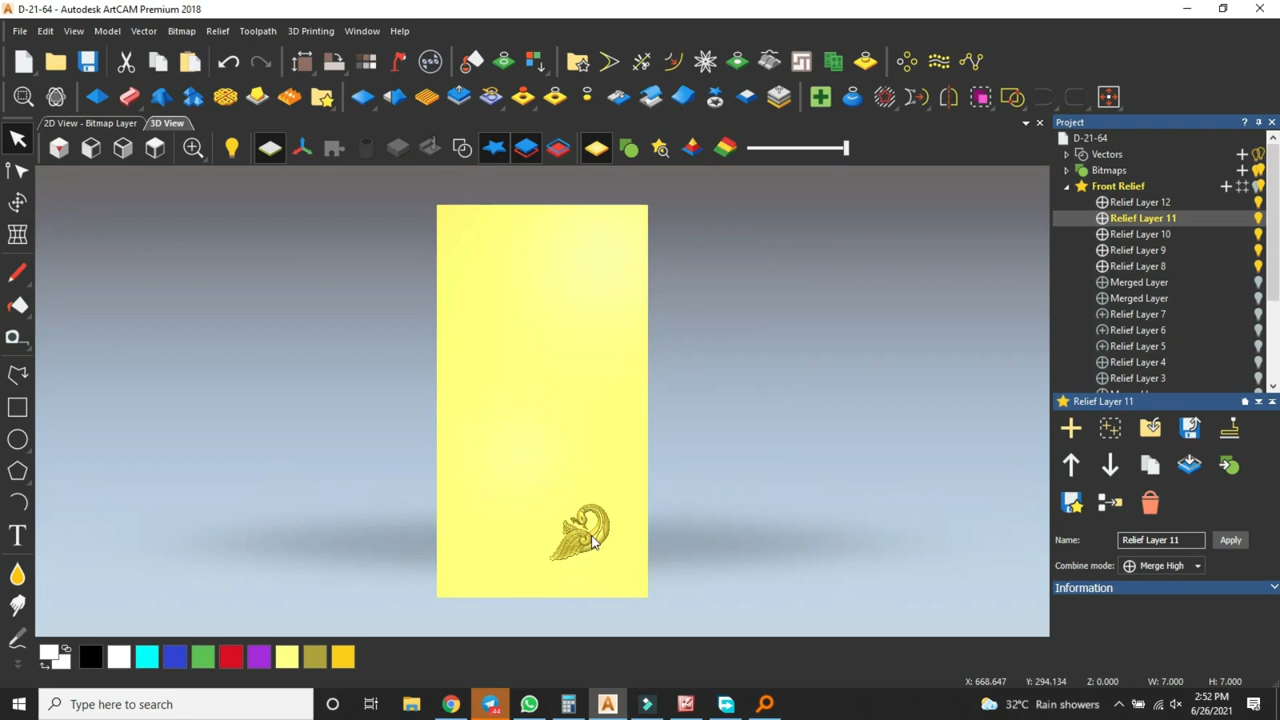 D-21-64 - Autodesk ArtCAM Premium 2018
File Edit View Model Vector Bitmap Relief Toolpath 3D Printing Window Help
2D View - Bitmap Layer 3D View
Project
D-21-64
Vectors
Bitmaps
Front Relief
Relief Layer 12
Relief Layer 11
Relief Layer 10
Relief Layer 9
Relief Layer 8
Merged Layer
Merged Layer
Relief Layer 7
Relief Layer 6
Relief Layer 5
Relief Layer 4
Relief Layer 3
Relief Layer 11
Name: Relief Layer 11 Apply
Combine mode: Merge High
Information
X: 668.647 Y: 294.134 Z: 0.000 W: 7.000 H: 7.000
Type here to search
44
32°C Rain showers
2:52 PM
6/26/2021